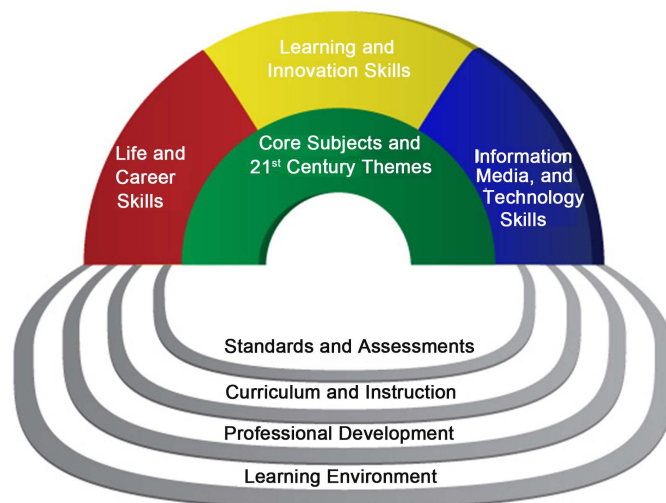 Learning and
Innovation Skills
Life and
Career
Skills
Core Subjects and
21st Century Themes
Information
Media, and
Technology
Skills
Standards and Assessments
Curriculum and Instruction
Professional Development
Learning Environment